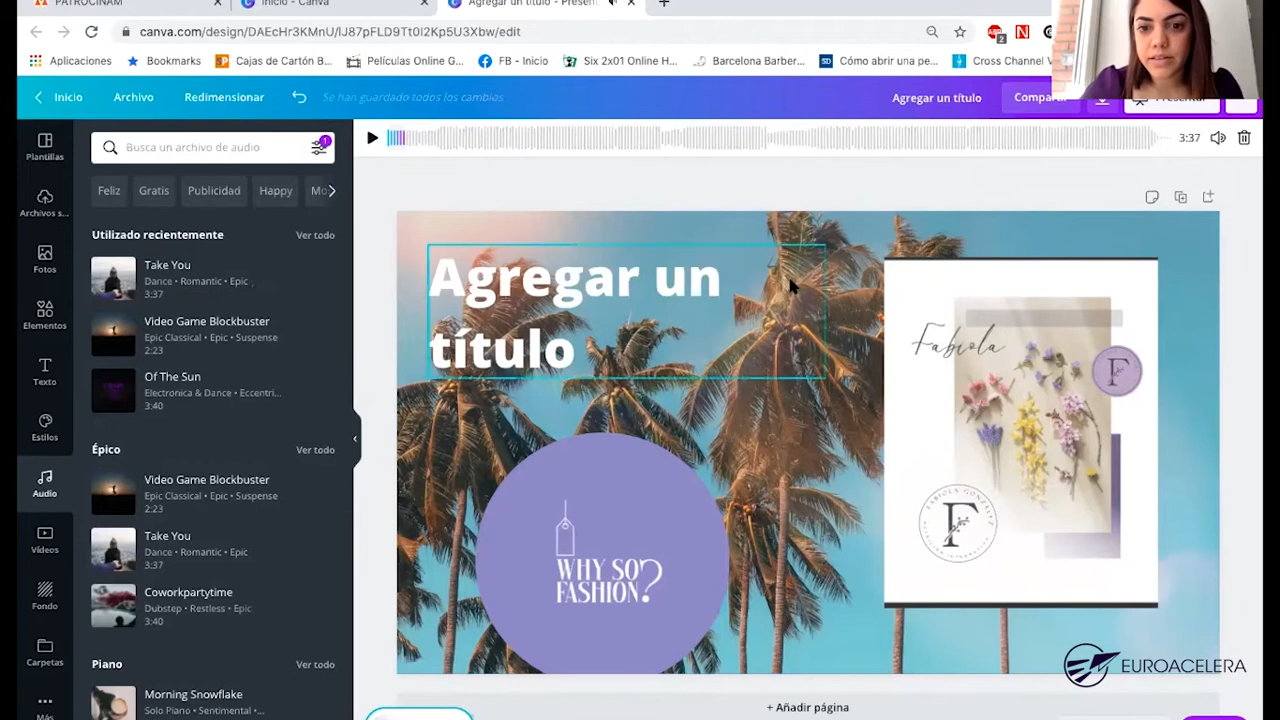 PATROCINAM
Inicio - Canva
Agregar un título - Present
canva.com/design/DAEcHr3KMnU/lJ87pFLD9Tt0I2Kp5U3Xbw/edit
2
Aplicaciones
Bookmarks
Cajas de Cartón B...
Películas Online G...
FB - Inicio
Six 2x01 Online H...
Barcelona Barber...
Cómo abrir una pe...
Cross Channel
Inicio
Archivo
Redimensionar
Se han guardado todos los cambios
Agregar un título
Plantillas
Archivos s...
Fotos
Elementos
Texto
Estilos
Audio
Vídeos
Fondo
Carpetas
Más
Busca un archivo de audio
1
Feliz
Gratis
Publicidad
Happy
Mo
Utilizado recientemente
Ver todo
Take You
Dance • Romantic • Epic
3:37
Video Game Blockbuster
Epic Classical • Epic • Suspense
2:23
Of The Sun
Electronica & Dance • Eccentri...
3:40
Épico
Ver todo
Video Game Blockbuster
Epic Classical • Epic • Suspense
2:23
Take You
Dance • Romantic • Epic
3:37
Coworkpartytime
Dubstep • Restless • Epic
3:40
Piano
Ver todo
Morning Snowflake
Solo Piano • Sentimental •...
3:37
Agregar un
título
WHY SO
FASHION?
Fabiola
F
F
EUROACELERA
+ Añadir página